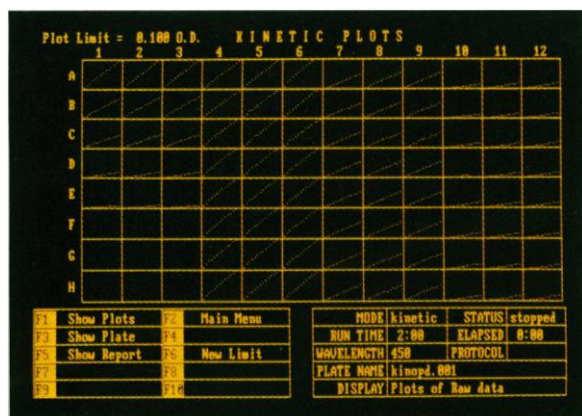 Plot Limit = 0.100 O.D. KINETIC PLOTS
1 2 3 4 5 6 7 8 9 10 11 12
A
B
C
D
E
F
G
H
F1 Show Plots F2 Main Menu
F3 Show Plate F4
F5 Show Report F6 New Limit
F7 F8
F9 F10
MODE kinetic STATUS stopped
RUN TIME 2:00 ELAPSED 0:00
WAVELENGTH 450 PROTOCOL
PLATE NAME kinopd.001
DISPLAY Plots of Raw data